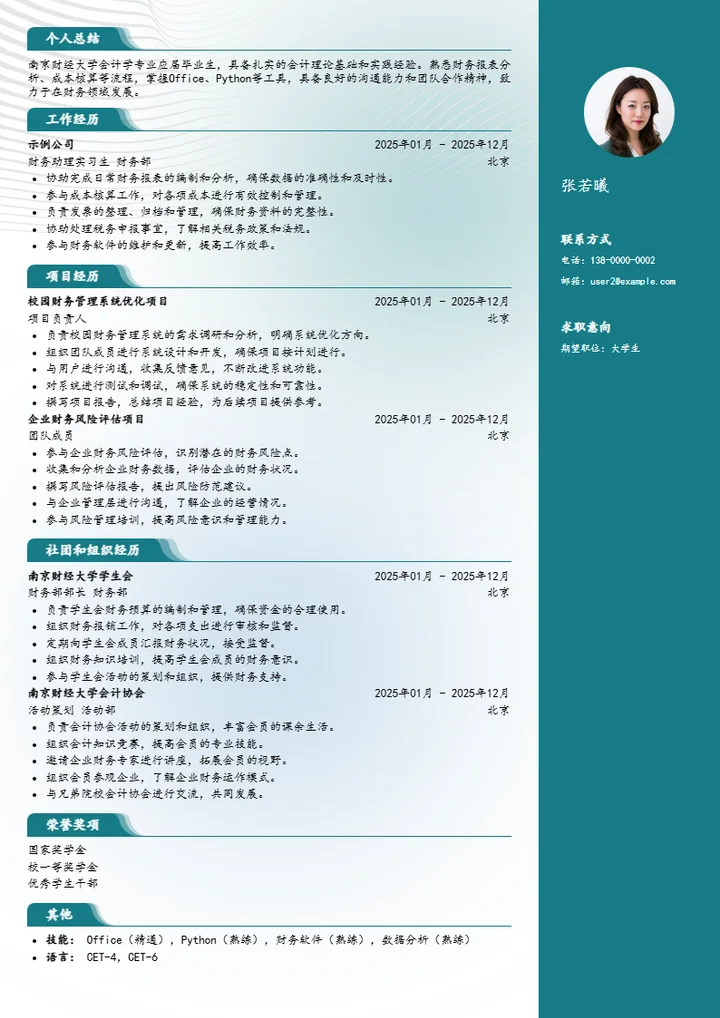 个人总结
南京财经大学会计学专业应届毕业生，具备扎实的会计理论基础和实践经验。熟悉财务报表分
析、成本核算等流程，掌握Office、Python等工具，具备良好的沟通能力和团队合作精神，致
力于在财务领域发展。
工作经历
示例公司 2025年01月 - 2025年12月
财务助理实习生 财务部 北京
• 协助完成日常财务报表的编制和分析，确保数据的准确性和及时性。
• 参与成本核算工作，对各项成本进行有效控制和管理。
• 负责发票的整理、归档和管理，确保财务资料的完整性。
• 协助处理税务申报事宜，了解相关税务政策和法规。
• 参与财务软件的维护和更新，提高工作效率。
项目经历
校园财务管理系统优化项目 2025年01月 - 2025年12月
项目负责人 北京
• 负责校园财务管理系统的需求调研和分析，明确系统优化方向。
• 组织团队成员进行系统设计和开发，确保项目按计划进行。
• 与用户进行沟通，收集反馈意见，不断改进系统功能。
• 对系统进行测试和调试，确保系统的稳定性和可靠性。
• 撰写项目报告，总结项目经验，为后续项目提供参考。
企业财务风险评估项目 2025年01月 - 2025年12月
团队成员 北京
• 参与企业财务风险评估，识别潜在的财务风险点。
• 收集和分析企业财务数据，评估企业的财务状况。
• 撰写风险评估报告，提出风险防范建议。
• 与企业管理层进行沟通，了解企业的经营情况。
• 参与风险管理培训，提高风险意识和管理能力。
社团和组织经历
南京财经大学学生会 2025年01月 - 2025年12月
财务部部长 财务部 北京
• 负责学生会财务预算的编制和管理，确保资金的合理使用。
• 组织财务报销工作，对各项支出进行审核和监督。
• 定期向学生会成员汇报财务状况，接受监督。
• 组织财务知识培训，提高学生会成员的财务意识。
• 参与学生会活动的策划和组织，提供财务支持。
南京财经大学会计协会 2025年01月 - 2025年12月
活动策划 活动部 北京
• 负责会计协会活动的策划和组织，丰富会员的课余生活。
• 组织会计知识竞赛，提高会员的专业技能。
• 邀请企业财务专家进行讲座，拓展会员的视野。
• 组织会员参观企业，了解企业财务运作模式。
• 与兄弟院校会计协会进行交流，共同发展。
荣誉奖项
国家奖学金
校一等奖学金
优秀学生干部
其他
• 技能： Office（精通），Python（熟练），财务软件（熟练），数据分析（熟练）
• 语言： CET-4，CET-6
张若曦
联系方式
电话：138-0000-0002
邮箱：user2@example.com
求职意向
期望职位：大学生